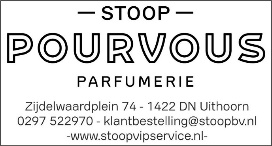 STOOP
POURVOUS
PARFUMERIE
Zijdelwaardplein 74 - 1422 DN Uithoorn
0297 522970 - klantbestelling@stoopbv.nl
-www.stoopvipservice.nl-